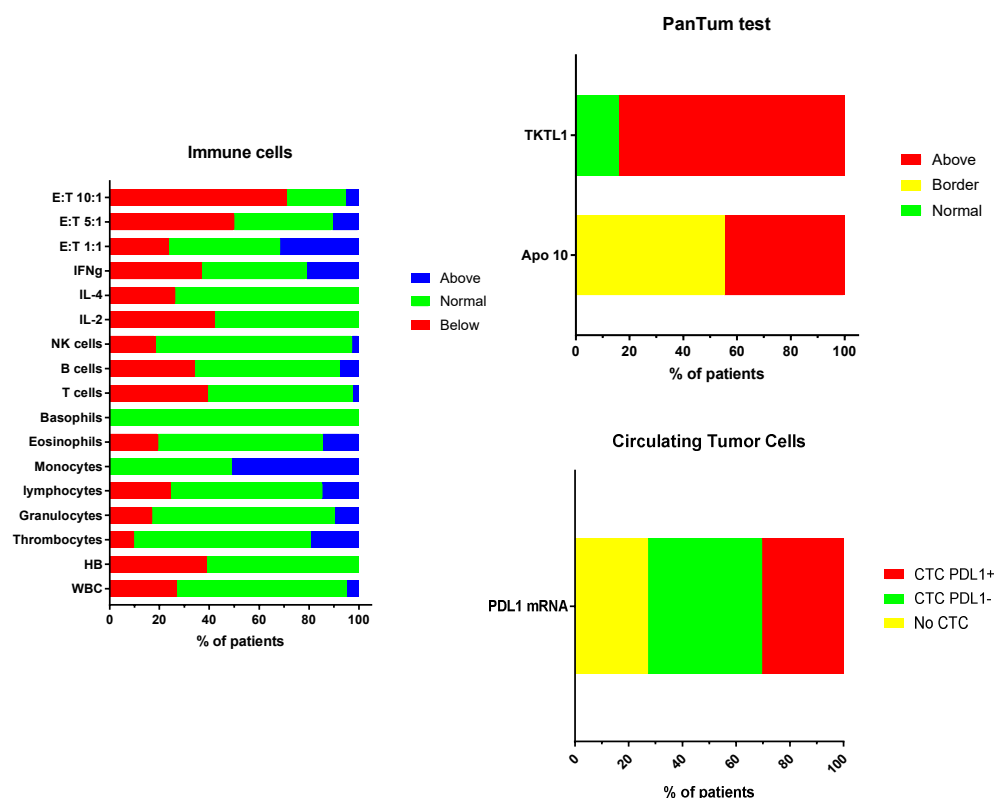 Immune cells
E:T 10:1
E:T 5:1
E:T 1:1
IFNg
IL-4
IL-2
NK cells
B cells
T cells
Basophils
Eosinophils
Monocytes
lymphocytes
Granulocytes
Thrombocytes
HB
WBC
0 20 40 60 80 100
% of patients
Above
Normal
Below
PanTum test
TKTL1
Apo 10
0 20 40 60 80 100
% of patients
Above
Border
Normal
Circulating Tumor Cells
PDL1 mRNA
0 20 40 60 80 100
% of patients
CTC PDL1+
CTC PDL1-
No CTC